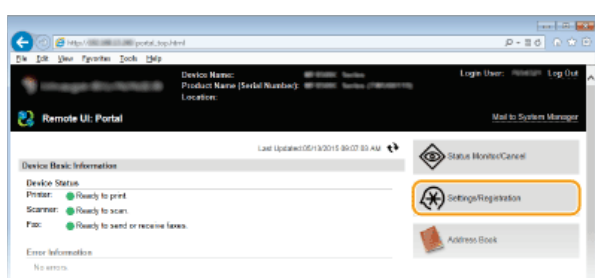 http:// portal_top.html
File Edit View Favorites Tools Help
Device Name: Series
Product Name (Serial Number): Series
Location:
Login User: Log Out
Remote UI: Portal
Mail to System Manager
Last Updated:05/13/2015 09:07:03 AM
Device Basic Information
Device Status
Printer: Ready to print.
Scanner: Ready to scan.
Fax: Ready to send or receive faxes.
Error Information
No errors.
Status Monitor/Cancel
Settings/Registration
Address Book